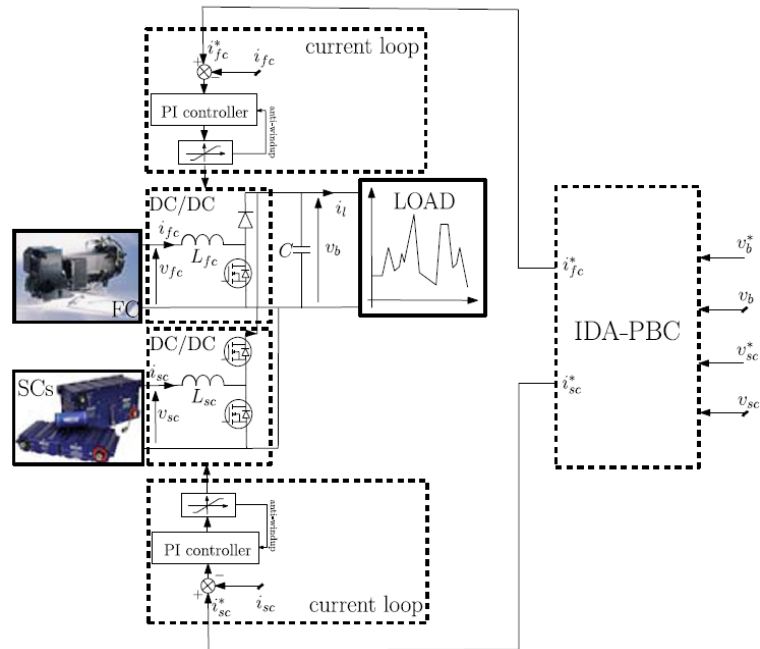 i*fc
ifc
current loop
PI controller
anti-windup
DC/DC
ifc
Lfc
vfc
FC
C
vb
il
LOAD
DC/DC
SCs
isc
Lsc
vsc
anti-windup
PI controller
i*sc
isc
current loop
i*fc
i*sc
IDA-PBC
v*b
vb
v*sc
vsc